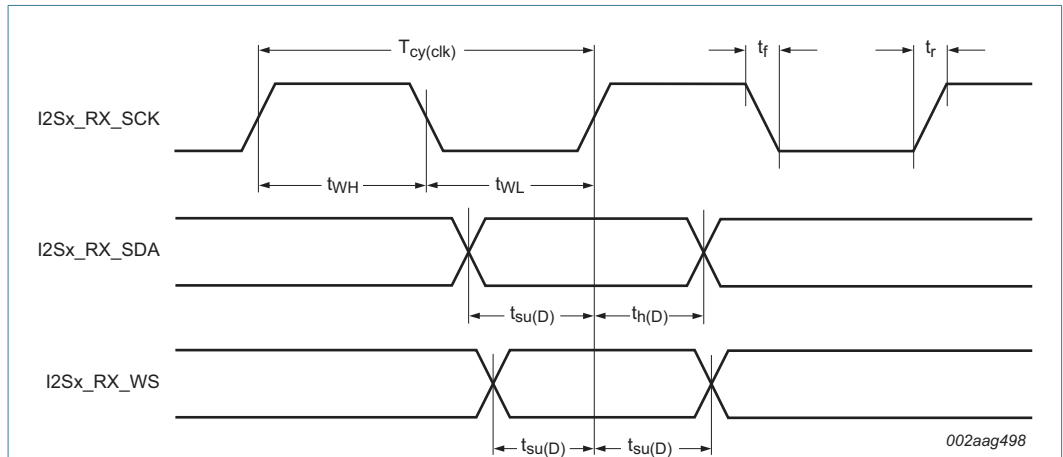 T_cy(clk)
t_f
t_r
I2Sx_RX_SCK
t_WH
t_WL
I2Sx_RX_SDA
t_su(D)
t_h(D)
I2Sx_RX_WS
t_su(D)
t_su(D)
002aag498